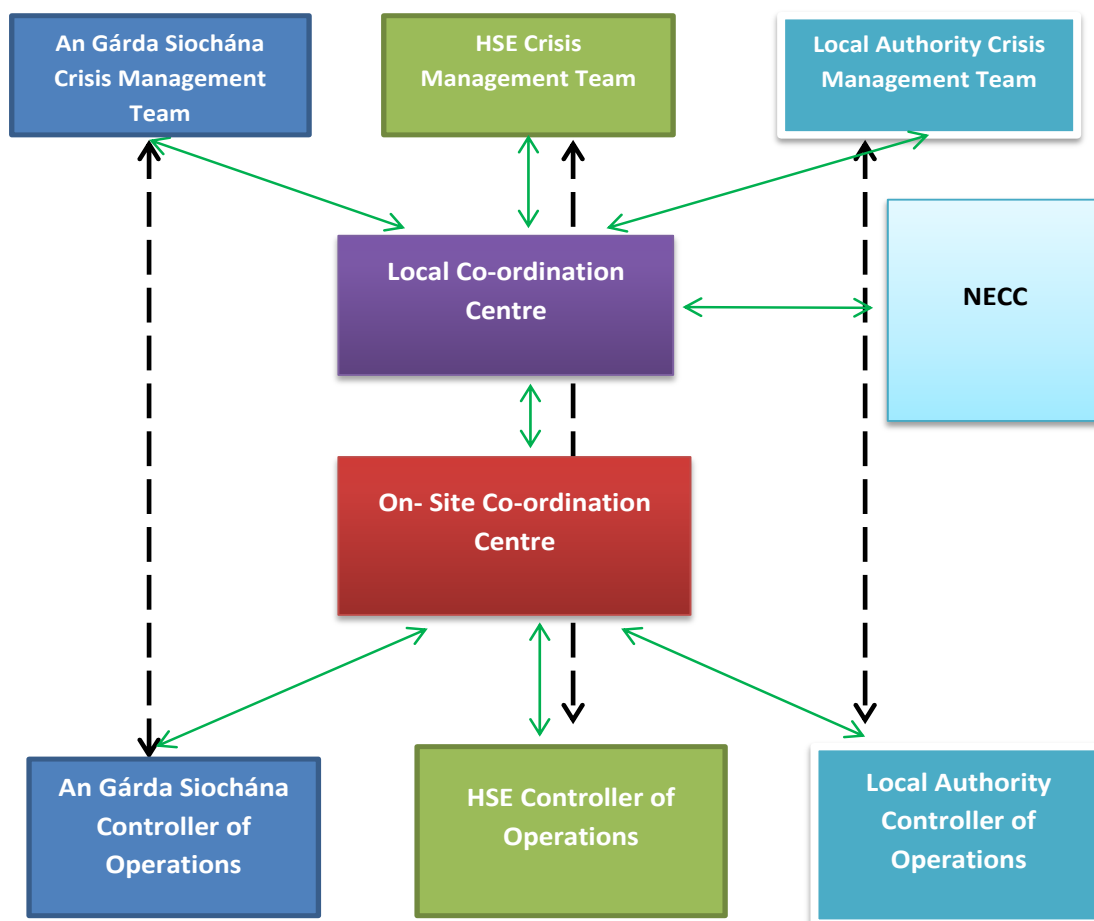 An Gárda Siochána
Crisis Management
Team
HSE Crisis
Management Team
Local Authority Crisis
Management Team
Local Co-ordination
Centre
NECC
On- Site Co-ordination
Centre
An Gárda Siochána
Controller of
Operations
HSE Controller of
Operations
Local Authority
Controller of
Operations